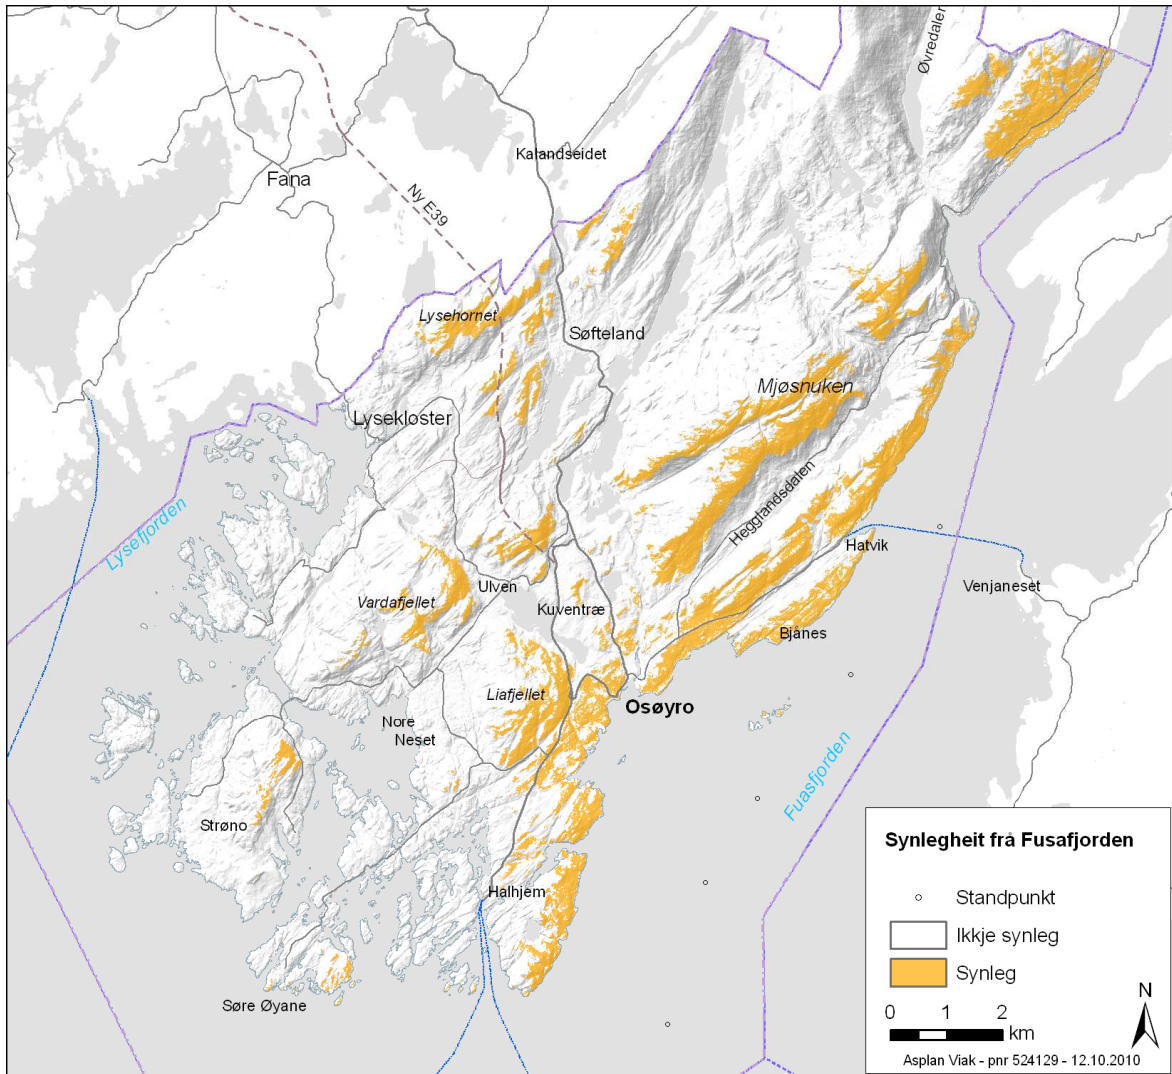 Øvredaler
Kalandseidet
Fana
Ny E39
Lysehornet
Søfteland
Mjøsnuken
Lysekloster
Hegglandsdalen
Lysefjorden
Hatvik
Ulven
Venjaneset
Vardafjellet
Kuventræ
Bjånes
Liafjellet
Osøyro
Nore
Neset
Fuasfjorden
Strøno
Halhjem
Søre Øyane
Synlegheit frå Fusafjorden
Standpunkt
Ikkje synleg
Synleg
0 1 2
km
N
Asplan Viak - pnr 524129 - 12.10.2010